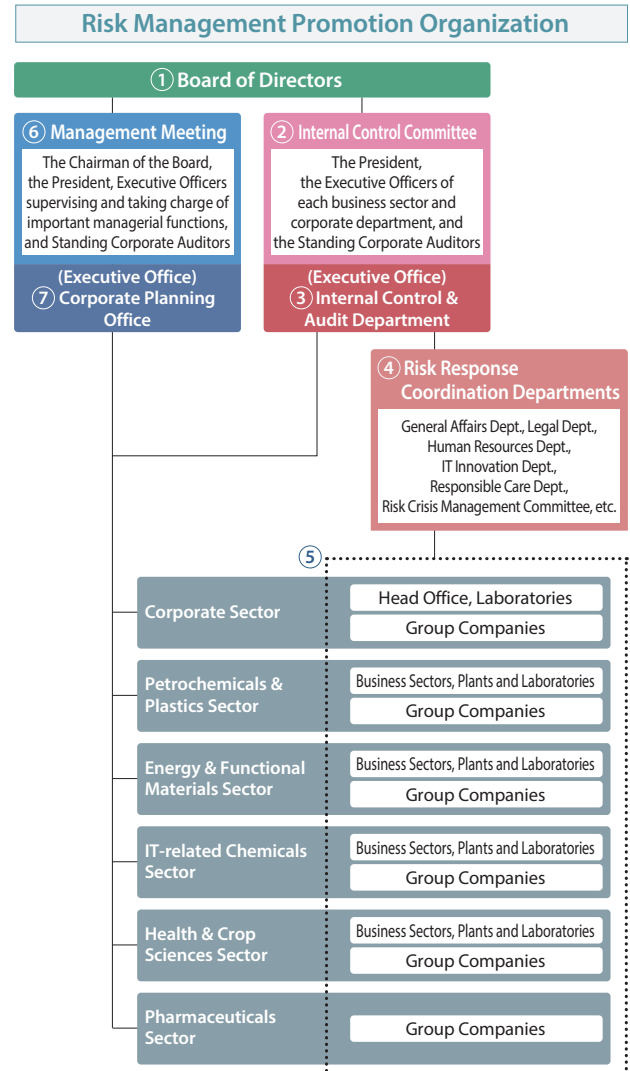 Risk Management Promotion Organization
① Board of Directors
⑥ Management Meeting
The Chairman of the Board,
the President, Executive Officers
supervising and taking charge of
important managerial functions,
and Standing Corporate Auditors
(Executive Office)
⑦ Corporate Planning
Office
② Internal Control Committee
The President,
the Executive Officers of
each business sector and
corporate department, and
the Standing Corporate Auditors
(Executive Office)
③ Internal Control &
Audit Department
④ Risk Response
Coordination Departments
General Affairs Dept., Legal Dept.,
Human Resources Dept.,
IT Innovation Dept.,
Responsible Care Dept.,
Risk Crisis Management Committee, etc.
⑤
Corporate Sector
Head Office, Laboratories
Group Companies
Petrochemicals &
Plastics Sector
Business Sectors, Plants and Laboratories
Group Companies
Energy & Functional
Materials Sector
Business Sectors, Plants and Laboratories
Group Companies
IT-related Chemicals
Sector
Business Sectors, Plants and Laboratories
Group Companies
Health & Crop
Sciences Sector
Business Sectors, Plants and Laboratories
Group Companies
Pharmaceuticals
Sector
Group Companies